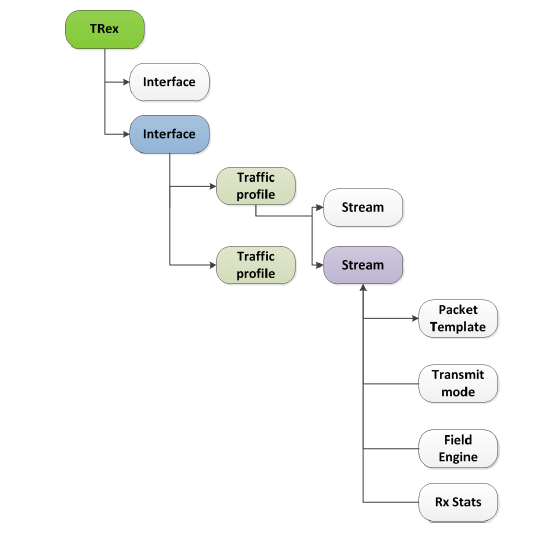 TRex
Interface
Interface
Traffic
profile
Stream
Traffic
profile
Stream
Packet
Template
Transmit
mode
Field
Engine
Rx Stats